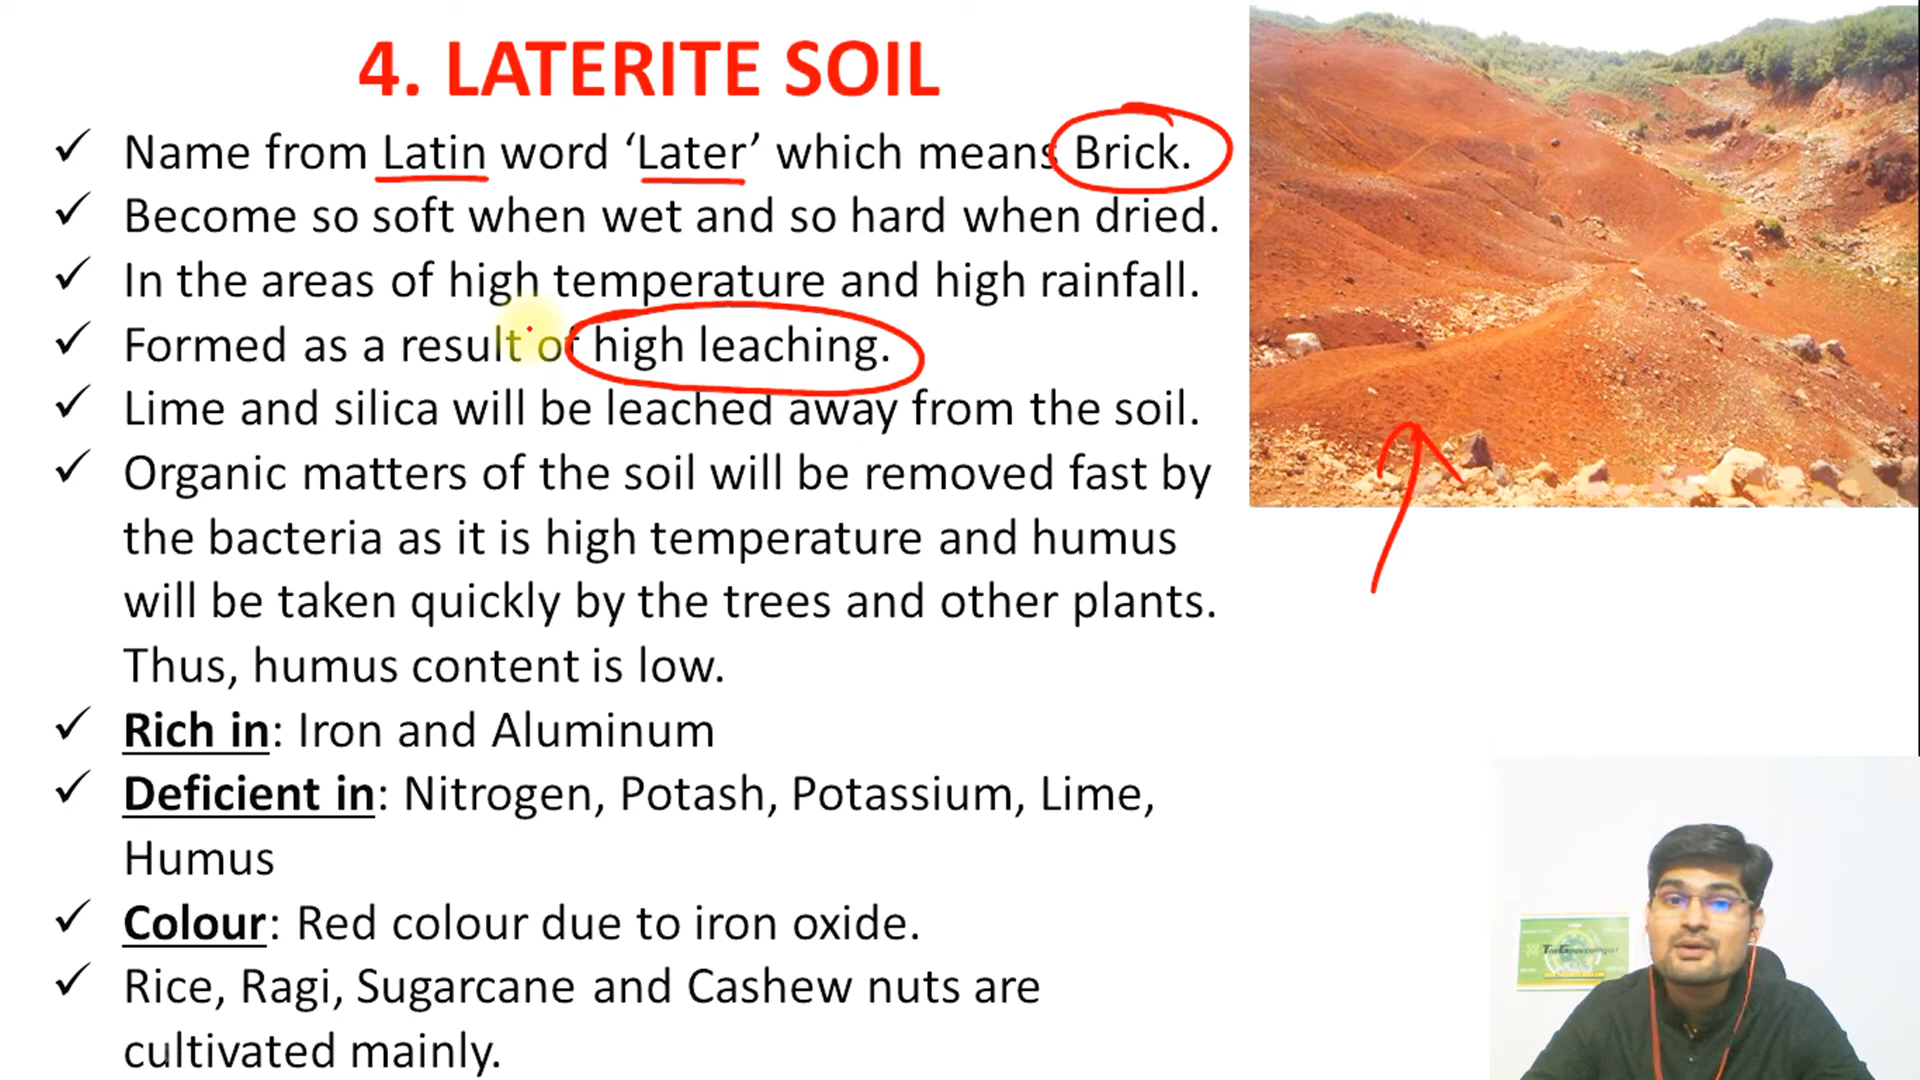 4. LATERITE SOIL
✓ Name from Latin word ‘Later’ which means Brick.
✓ Become so soft when wet and so hard when dried.
✓ In the areas of high temperature and high rainfall.
✓ Formed as a result of high leaching.
✓ Lime and silica will be leached away from the soil.
✓ Organic matters of the soil will be removed fast by
the bacteria as it is high temperature and humus
will be taken quickly by the trees and other plants.
Thus, humus content is low.
✓ Rich in: Iron and Aluminum
✓ Deficient in: Nitrogen, Potash, Potassium, Lime,
Humus
✓ Colour: Red colour due to iron oxide.
✓ Rice, Ragi, Sugarcane and Cashew nuts are
cultivated mainly.